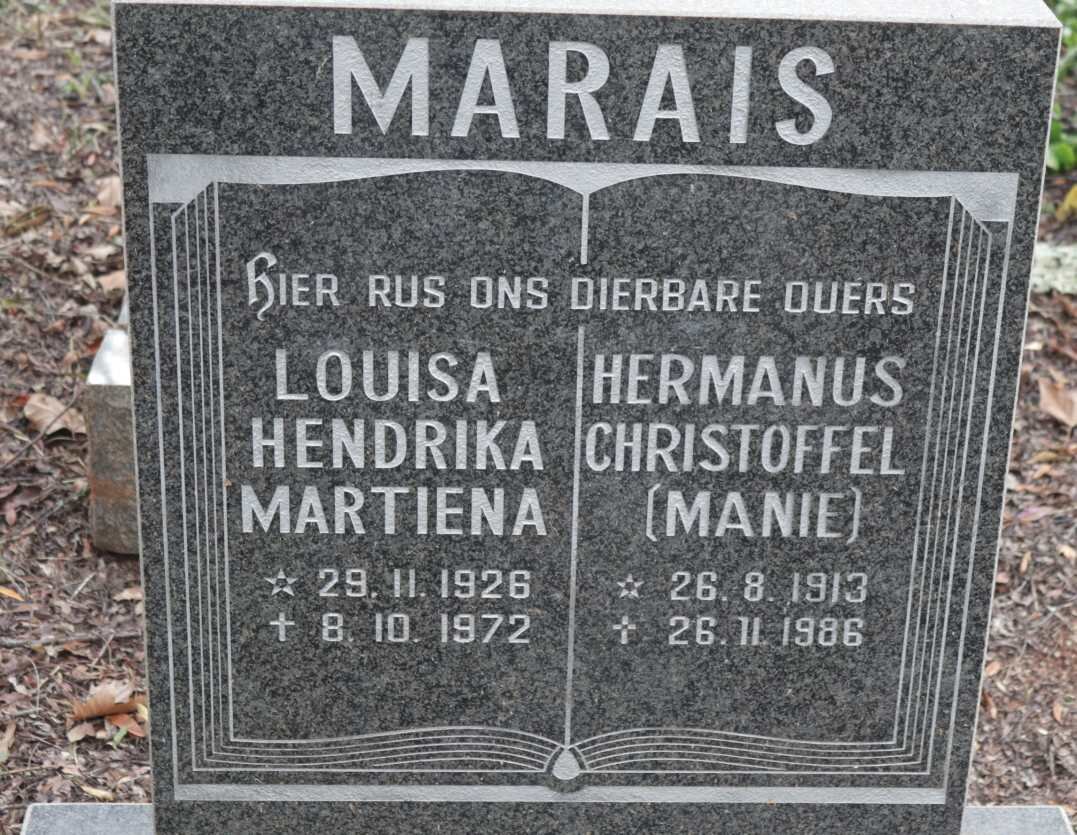 MARAIS
HIER RUS ONS DIERBARE OUERS
LOUISA
HENDRIKA
MARTIENA
☆ 29.11.1926
✝ 8.10.1972
HERMANUS
CHRISTOFFEL
(MANIE)
☆ 26.8.1913
✝ 26.11.1986